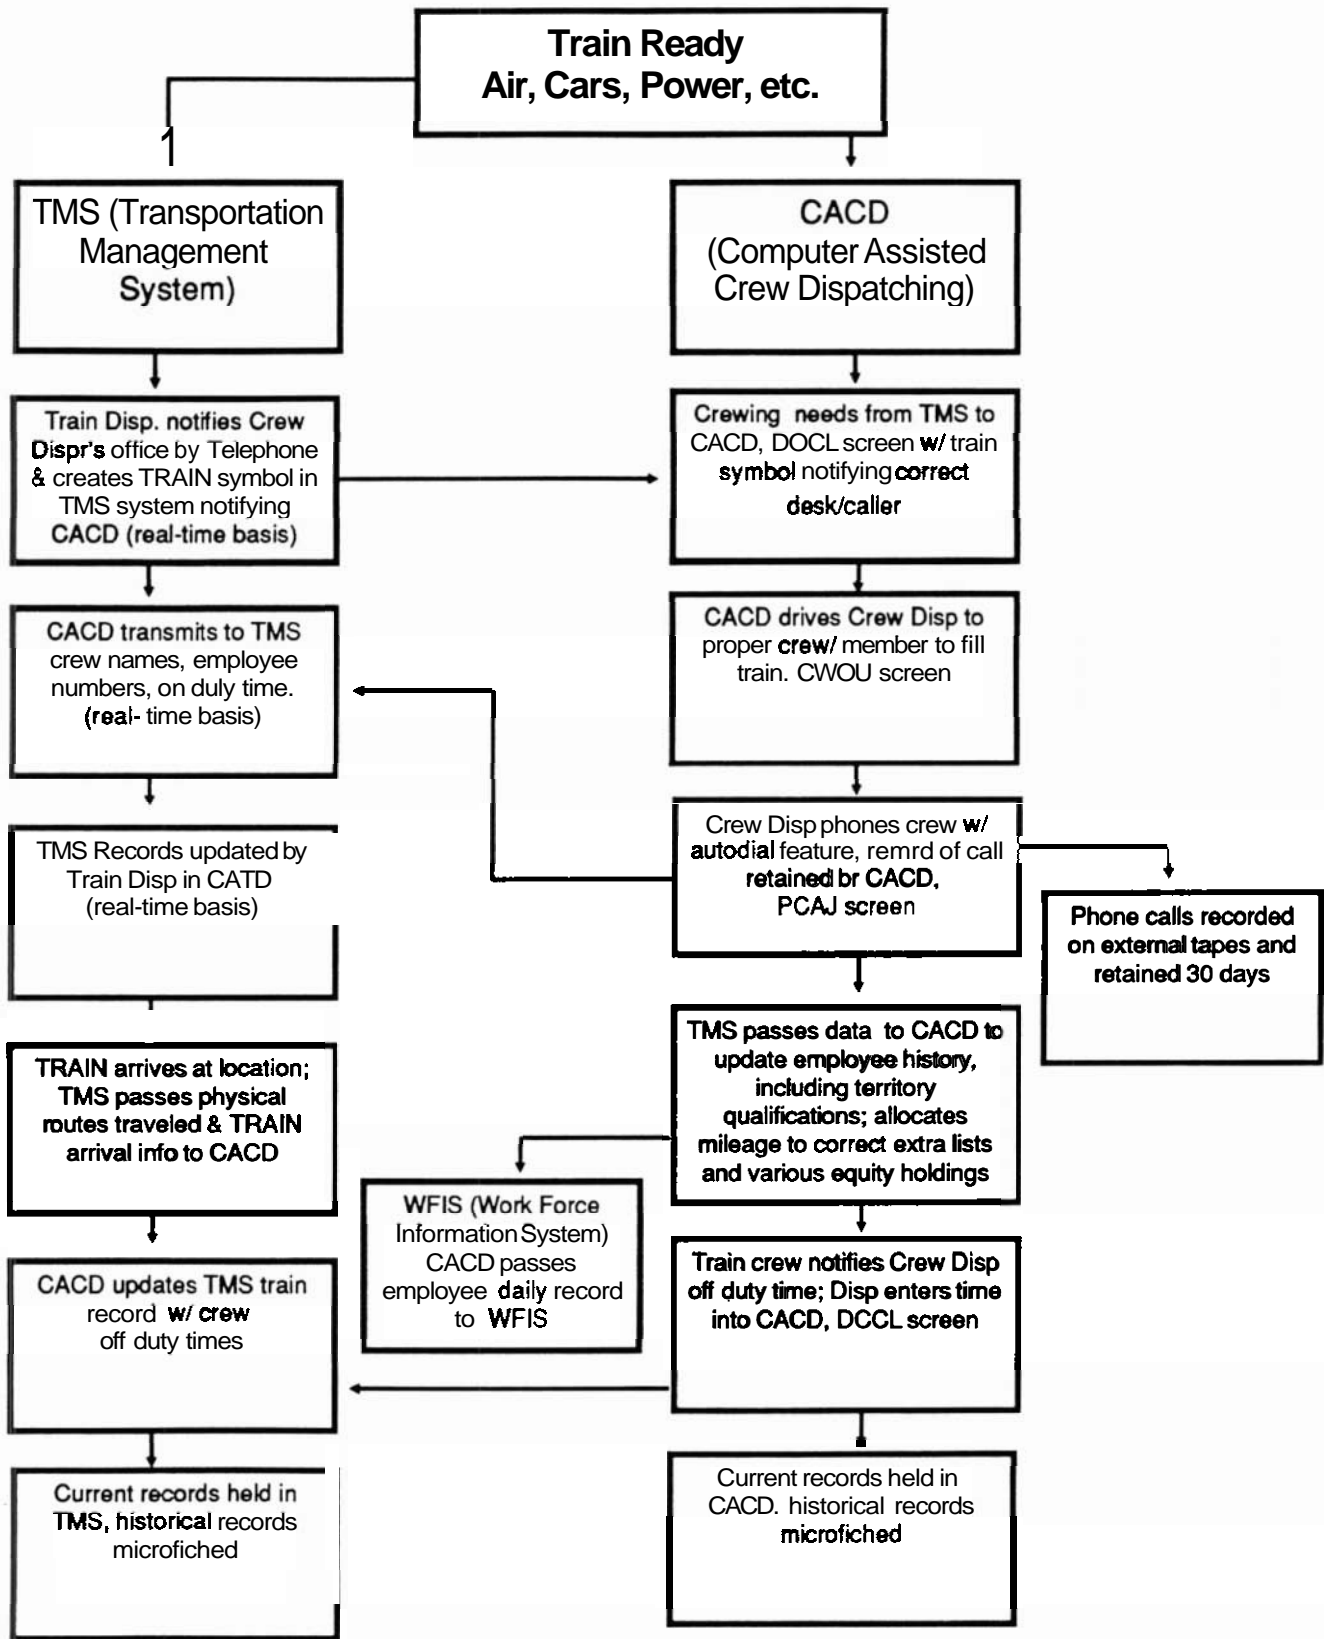 Train Ready
Air, Cars, Power, etc.
1
TMS (Transportation
Management
System)
CACD
(Computer Assisted
Crew Dispatching)
Train Disp. notifies Crew
Dispr's office by Telephone
& creates TRAIN symbol in
TMS system notifying
CACD (real-time basis)
Crewing needs from TMS to
CACD, DOCL screen w/ train
symbol notifying correct
desk/caller
CACD transmits to TMS
crew names, employee
numbers, on duly time.
(real- time basis)
CACD drives Crew Disp to
proper crew/ member to fill
train. CWOU screen
TMS Records updated by
Train Disp in CATD
(real-time basis)
Crew Disp phones crew w/
autodial feature, remrd of call
retained br CACD,
PCAJ screen
Phone calls recorded
on external tapes and
retained 30 days
TRAIN arrives at location;
TMS passes physical
routes traveled & TRAIN
arrival info to CACD
TMS passes data to CACD to
update employee history,
including territory
qualifications; allocates
mileage to correct extra lists
and various equity holdings
WFIS (Work Force
Information System)
CACD passes
employee daily record
to WFIS
CACD updates TMS train
record w/ crew
off duty times
Train crew notifies Crew Disp
off duty time; Disp enters time
into CACD, DCCL screen
Current records held in
TMS, historical records
microfiched
Current records held in
CACD. historical records
microfiched